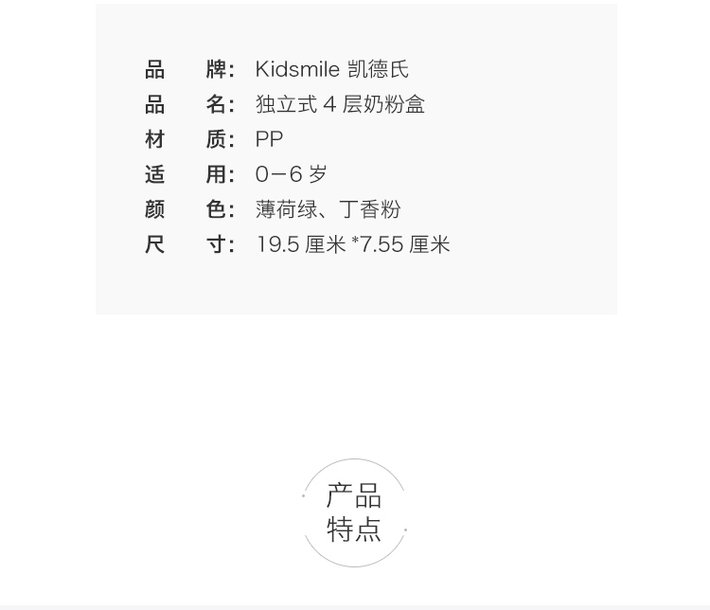 品 牌： Kidsmile 凯德氏
品 名： 独立式 4 层奶粉盒
材 质： PP
适 用： 0－6 岁
颜 色： 薄荷绿、丁香粉
尺 寸： 19.5 厘米 *7.55 厘米
产品
特点